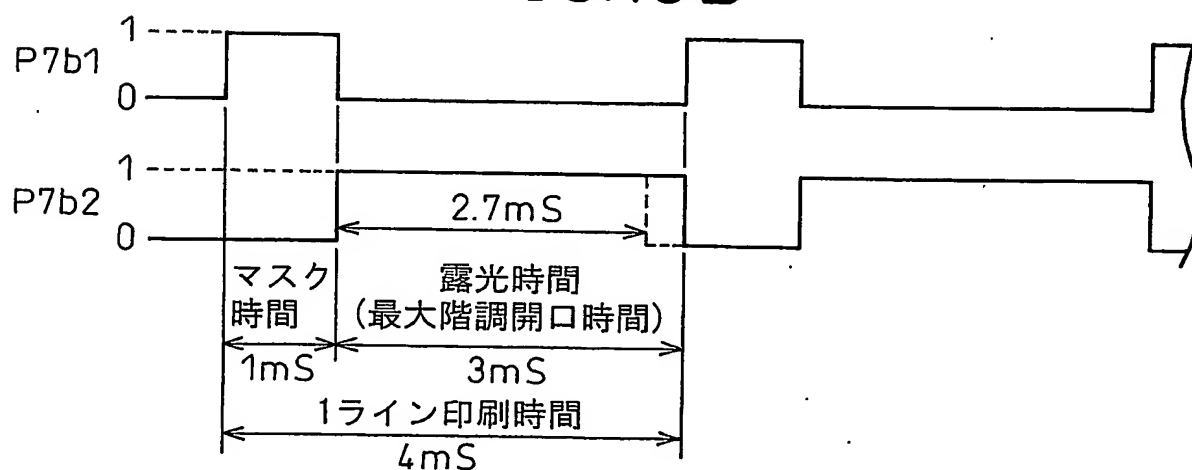 P7b1
1
0
P7b2
1
0
2.7mS
マスク
時間
露光時間
(最大階調開口時間)
1mS
3mS
1ライン印刷時間
4mS